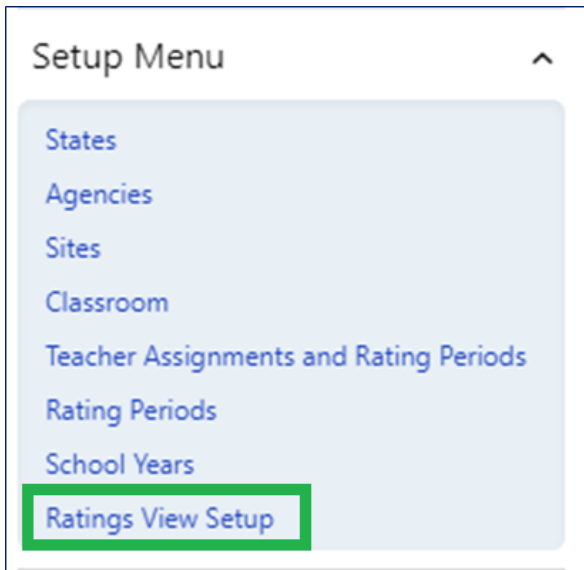 Setup Menu
States
Agencies
Sites
Classroom
Teacher Assignments and Rating Periods
Rating Periods
School Years
Ratings View Setup